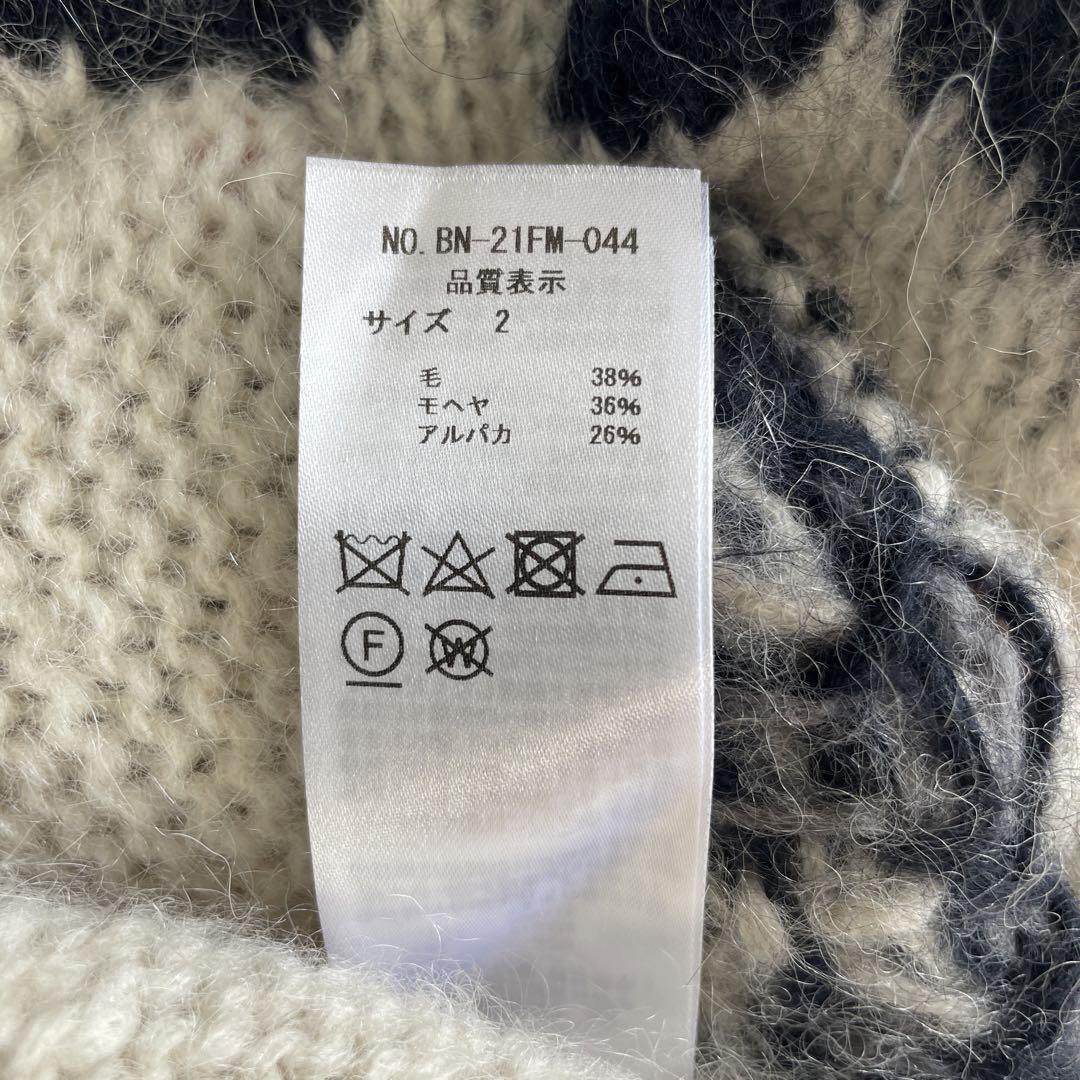 NO. BN-21FM-044
品質表示
サイズ 2
毛 38%
モヘヤ 36%
アルパカ 26%
F
W